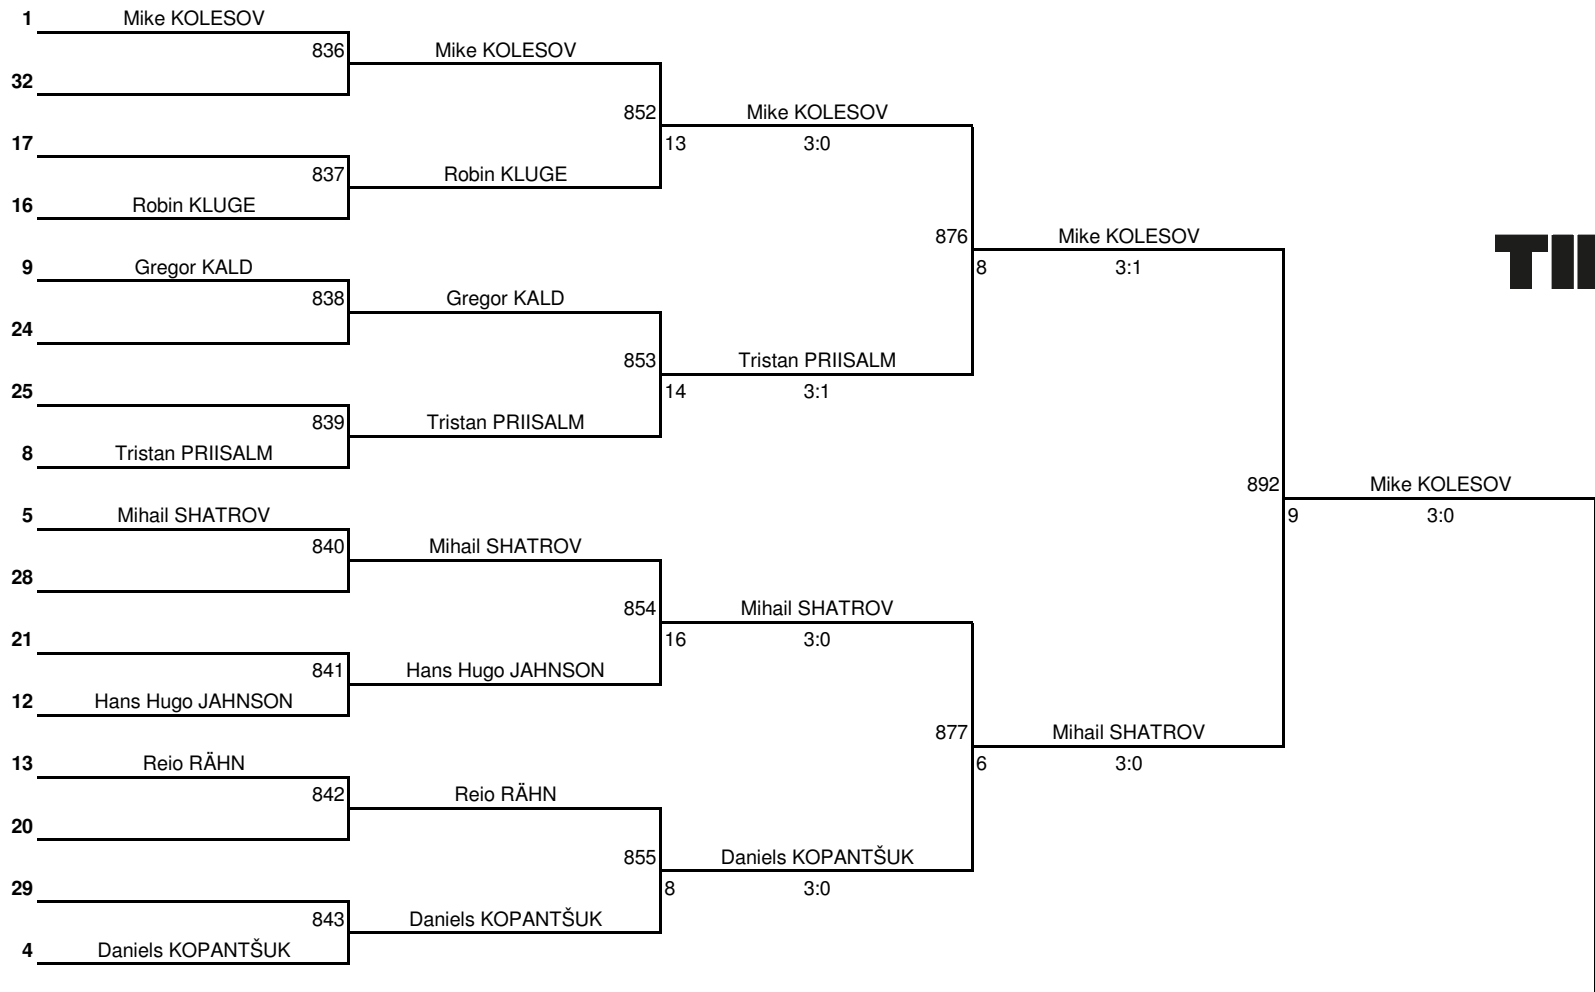 1 Mike KOLESOV
836 Mike KOLESOV
32
852 Mike KOLESOV
17
13 3:0
837 Robin KLUGE
16 Robin KLUGE
876 Mike KOLESOV
9 Gregor KALD
8 3:1
838 Gregor KALD
24
853 Tristan PRIISALM
25
14 3:1
839 Tristan PRIISALM
8 Tristan PRIISALM
892 Mike KOLESOV
5 Mihail SHATROV
9 3:0
840 Mihail SHATROV
28
854 Mihail SHATROV
21
16 3:0
841 Hans Hugo JAHNSON
12 Hans Hugo JAHNSON
877 Mihail SHATROV
13 Reio RÄHN
6 3:0
842 Reio RÄHN
20
855 Daniels KOPANTŠUK
29
8 3:0
843 Daniels KOPANTŠUK
4 Daniels KOPANTŠUK